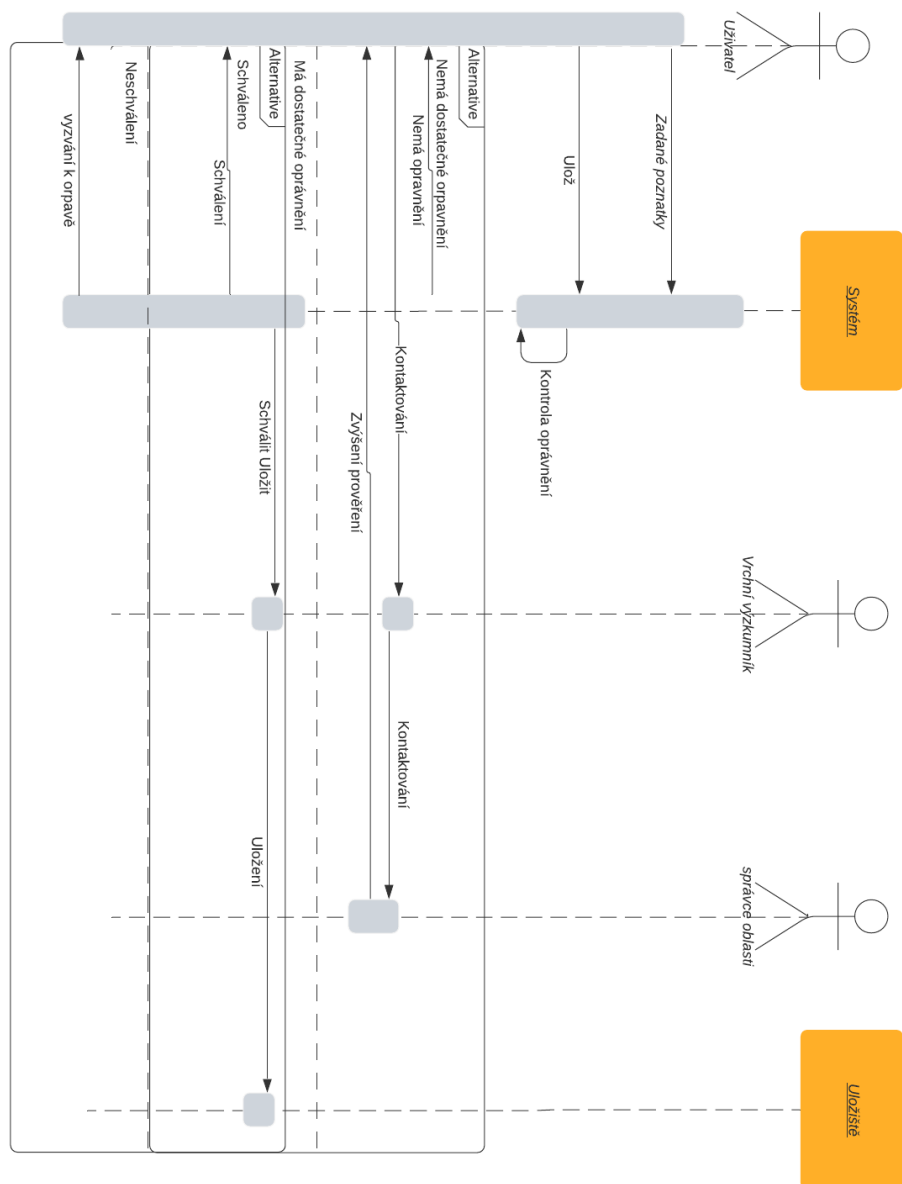 Uživatel
Systém
Vrchní výzkumník
správce oblasti
Uložiště
Zadané poznatky
Ulož
Kontrola oprávnění
Alternative
Nemá dostatečné orpavnění
Nemá opravnění
Kontaktování
Kontaktování
Zvýšení prověření
Má dostatečné oprávnění
Alternative
Schválit Uložit
Uložení
Schváleno
Schválení
Neschválení
vyzvání k orpavě